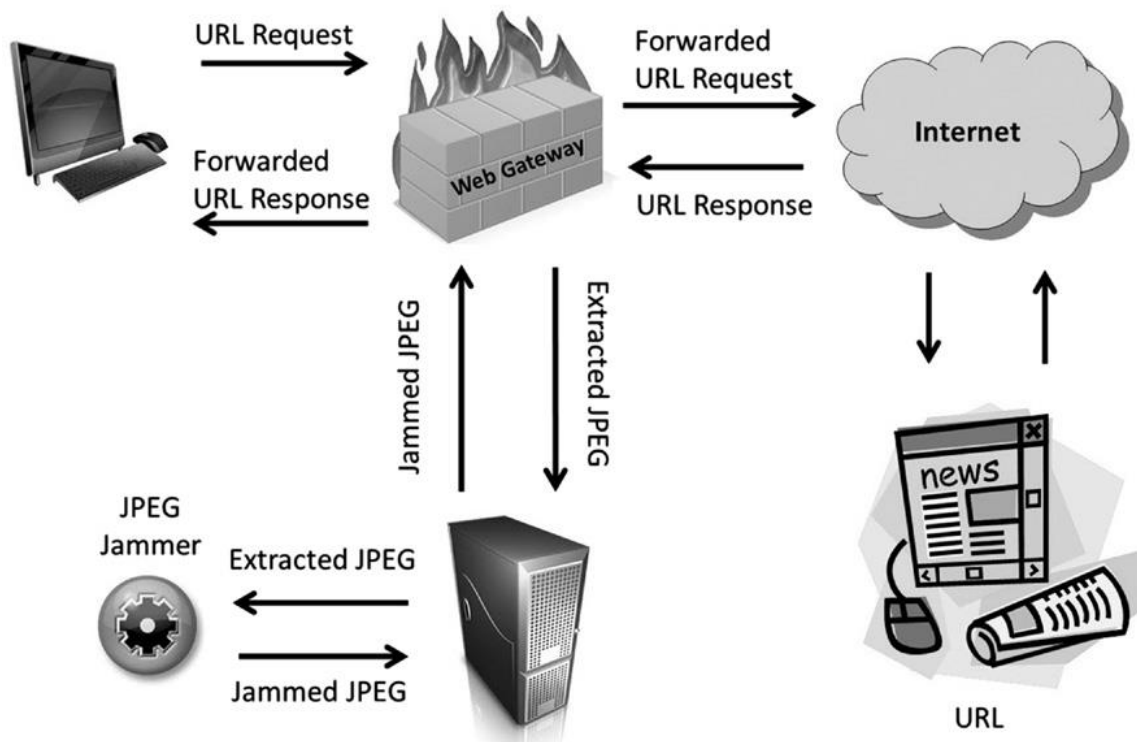 URL Request
Forwarded
URL Request
Internet
Web Gateway
Forwarded
URL Response
URL Response
Jammed JPEG
Extracted JPEG
news
JPEG
Jammer
Extracted JPEG
Jammed JPEG
URL